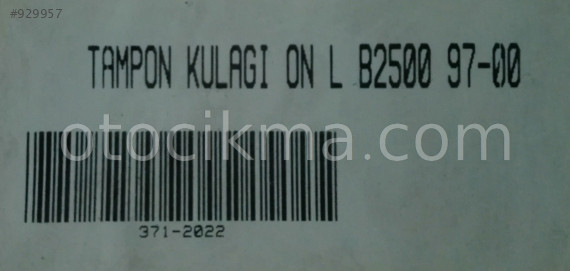 #929957
TAMPON KULAGI ON L B2500 97-00
otocikma.com
371-2022